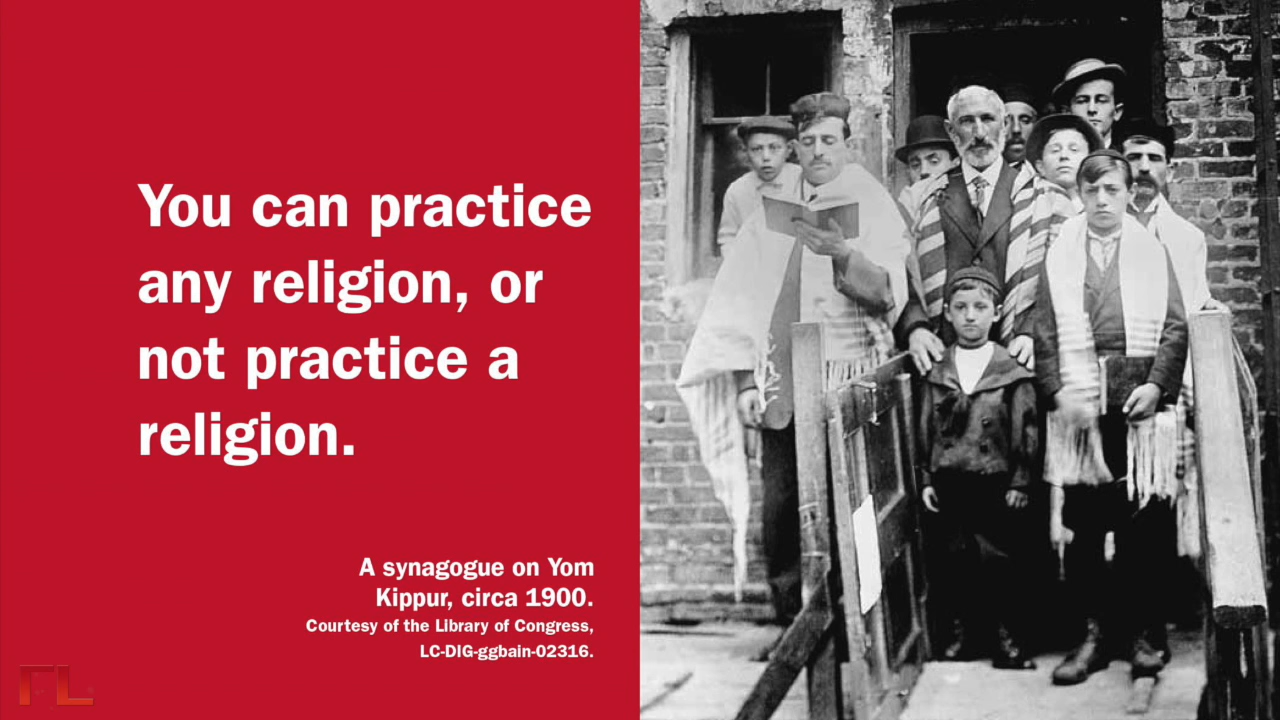 You can practice
any religion, or
not practice a
religion.
A synagogue on Yom
Kippur, circa 1900.
Courtesy of the Library of Congress,
LC-DIG-ggbain-02316.